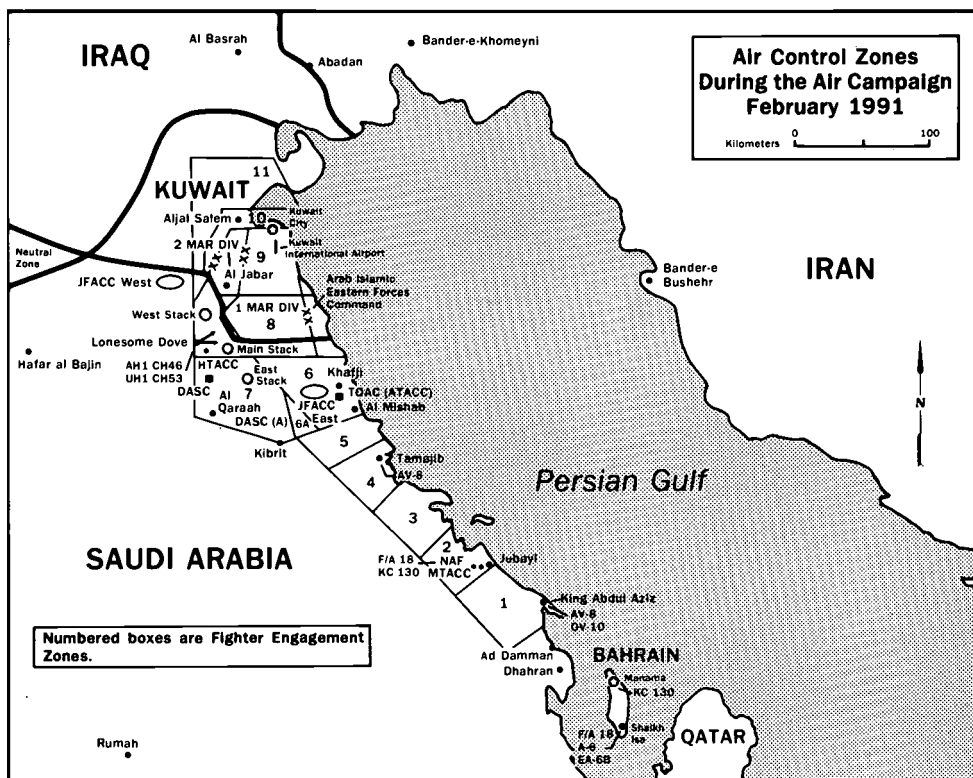 Air Control Zones
During the Air Campaign
February 1991
Kilometers
0
100
IRAQ
Al Basrah
Abadan
Bander-e-Khomeyni
11
KUWAIT
Aljal Salem
10
Kuwait
City
Kuwait
International Airport
2 MAR DIV
XX
9
Al Jabar
Neutral
Zone
JFACC West
Arab Islamic
Eastern Forces
Command
1 MAR DIV
XX
8
XX
West Stack
Lonesome Dove
Main Stack
Hafar al Bajin
AH1 CH46
UH1 CH53
HTACC
DASC
East
Stack
7
6
Khafji
JFACC
East
TOAC (ATACC)
Al Mishab
Al
Qaraah
DASC (A)
6A
Kibrit
5
Tamajib
AV-8
4
3
2
F/A 18
KC 130
NAF
MTACC
Jubayl
1
King Abdul Aziz
AV-8
OV-10
Ad Damman
Dhahran
BAHRAIN
Manama
KC 130
Shaikh
Isa
F/A 18
A-6
EA-6B
QATAR
IRAN
Bander-e
Bushehr
N
Persian Gulf
SAUDI ARABIA
Numbered boxes are Fighter Engagement
Zones.
Rumah